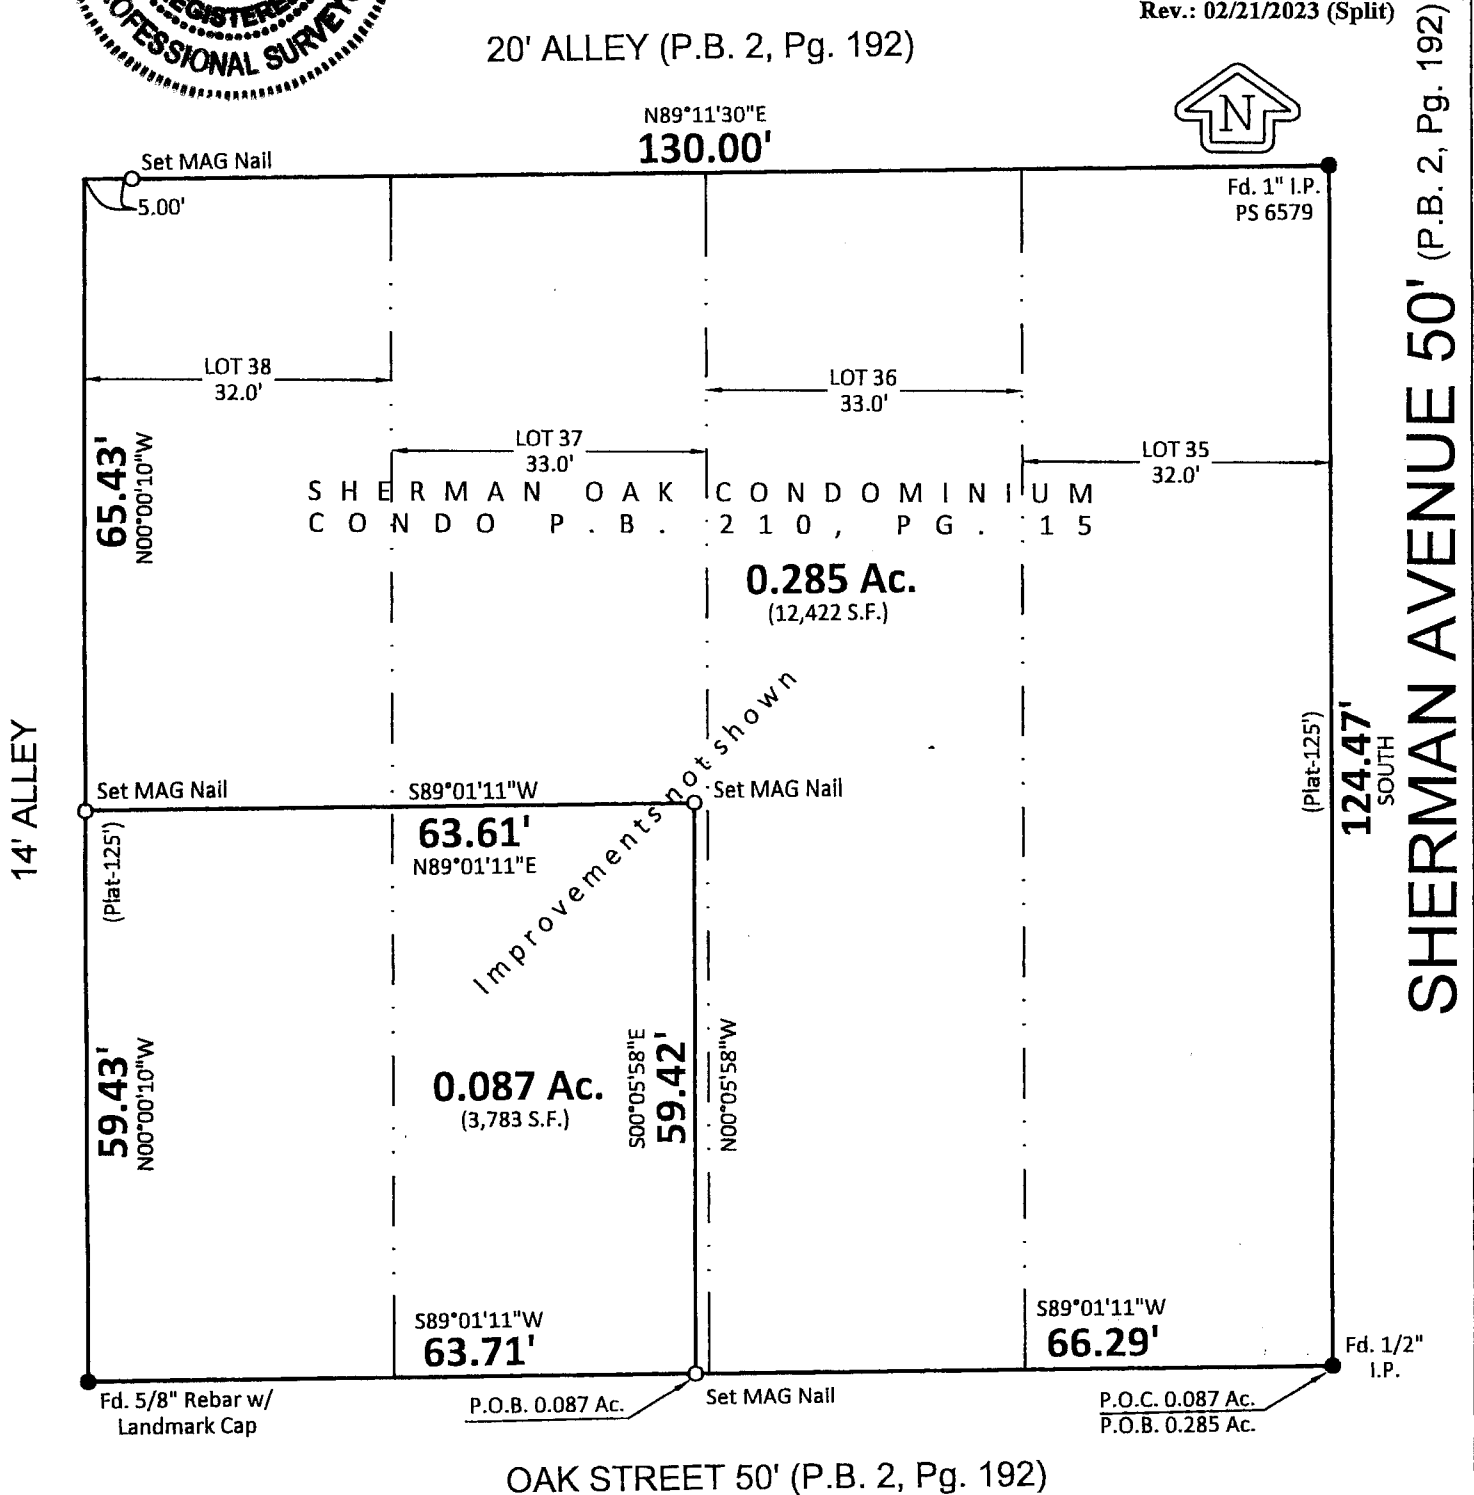 REGISTERED
PROFESSIONAL SURVEYOR
Rev.: 02/21/2023 (Split)
20' ALLEY (P.B. 2, Pg. 192)
N
N89°11'30"E
130.00'
Set MAG Nail
5.00'
Fd. 1" I.P.
PS 6579
SHERMAN AVENUE 50' (P.B. 2, Pg. 192)
LOT 38
32.0'
LOT 36
33.0'
LOT 37
33.0'
LOT 35
32.0'
65.43'
N00°00'10"W
SHERMAN OAK CONDOMINIUM
CONDO P.B. 210, PG. 15
0.285 Ac.
(12,422 S.F.)
Improvements not shown
14' ALLEY
(Plat-125')
124.47'
SOUTH
Set MAG Nail
S89°01'11"W
63.61'
N89°01'11"E
Set MAG Nail
(Plat-125')
59.43'
N00°00'10"W
0.087 Ac.
(3,783 S.F.)
S00°05'58"E
59.42'
N00°05'58"W
S89°01'11"W
63.71'
S89°01'11"W
66.29'
Fd. 1/2"
I.P.
Fd. 5/8" Rebar w/
Landmark Cap
P.O.B. 0.087 Ac.
Set MAG Nail
P.O.C. 0.087 Ac.
P.O.B. 0.285 Ac.
OAK STREET 50' (P.B. 2, Pg. 192)